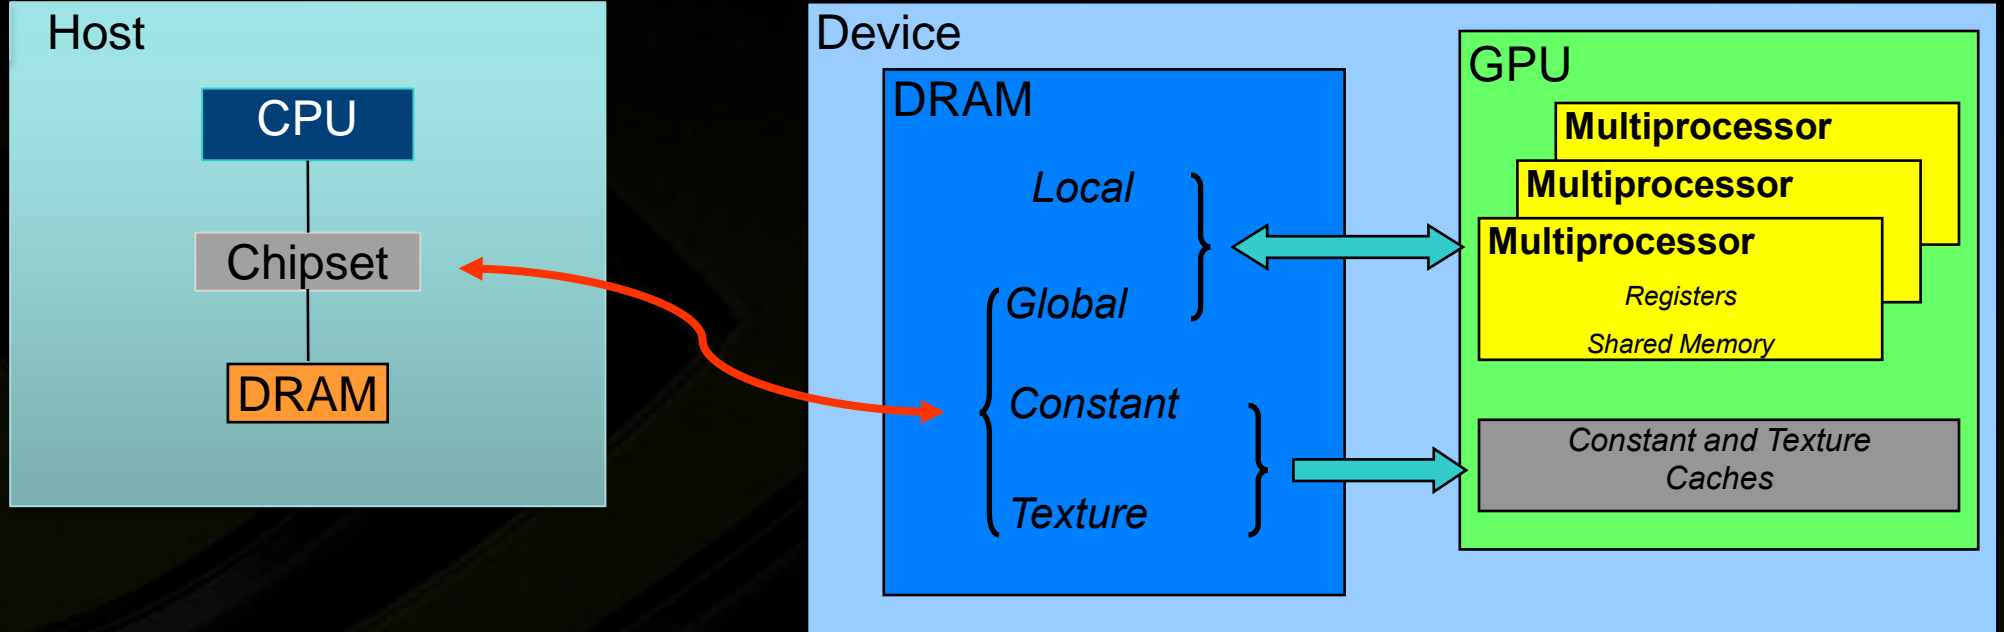 Host
CPU
Chipset
DRAM
Device
DRAM
Local
Global
Constant
Texture
GPU
Multiprocessor
Multiprocessor
Multiprocessor
Registers
Shared Memory
Constant and Texture
Caches